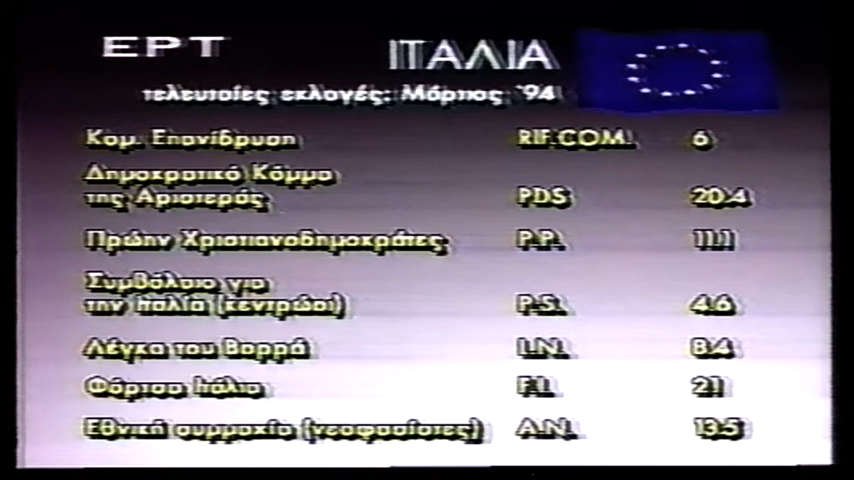 ΕΡΤ
ΙΤΑΛΙΑ
τελευταίες εκλογές: Μάρτιος '94
Κομ. Επανίδρυση RIF.COM. 6
Δημοκρατικό Κόμμα
της Αριστεράς PDS 20.4
Πρώην Χριστιανοδημοκράτες P.P. 11.1
Συμβόλαιο για
την Ιταλία (κεντρώοι) P.S. 4.6
Λέγκα του Βορρά L.N. 8.4
Φόρτσα Ιτάλια F.I. 21
Εθνική συμμαχία (νεοφασίστες) A.N. 13.5